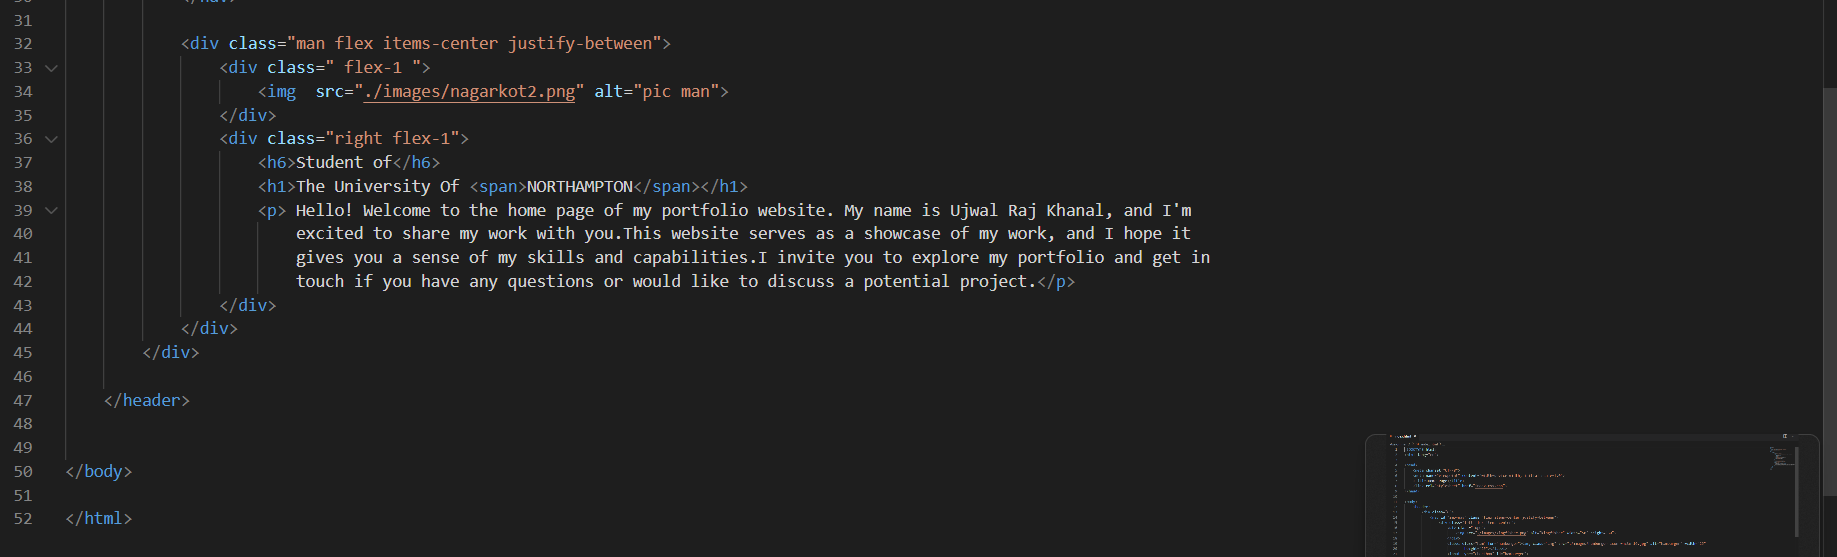 31
32 <div class="man flex items-center justify-between">
33 <div class=" flex-1 ">
34 <img  src="./images/nagarkot2.png" alt="pic man">
35 </div>
36 <div class="right flex-1">
37 <h6>Student of</h6>
38 <h1>The University Of <span>NORTHAMPTON</span></h1>
39 <p> Hello! Welcome to the home page of my portfolio website. My name is Ujwal Raj Khanal, and I'm
40 excited to share my work with you.This website serves as a showcase of my work, and I hope it
41 gives you a sense of my skills and capabilities.I invite you to explore my portfolio and get in
42 touch if you have any questions or would like to discuss a potential project.</p>
43 </div>
44 </div>
45 </div>
46
47 </header>
48
49
50 </body>
51
52 </html>